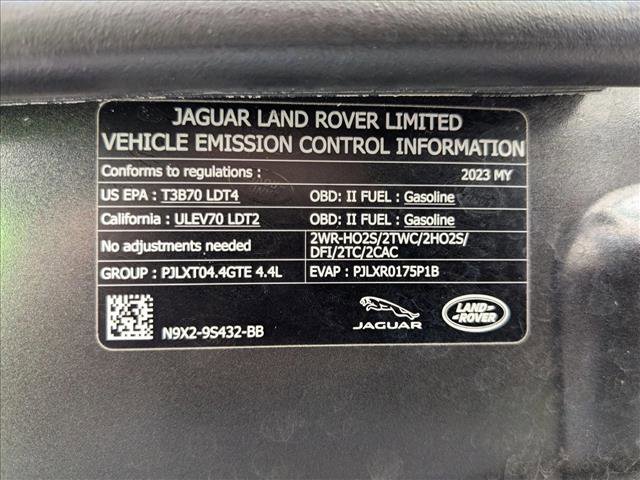 JAGUAR LAND ROVER LIMITED
VEHICLE EMISSION CONTROL INFORMATION
Conforms to regulations : 2023 MY
US EPA : T3B70 LDT4 OBD: II FUEL : Gasoline
California : ULEV70 LDT2 OBD: II FUEL : Gasoline
No adjustments needed
2WR-HO2S/2TWC/2HO2S/
DFI/2TC/2CAC
GROUP : PJLXT04.4GTE 4.4L EVAP : PJLXR0175P1B
N9X2-9S432-BB
JAGUAR
LAND
ROVER